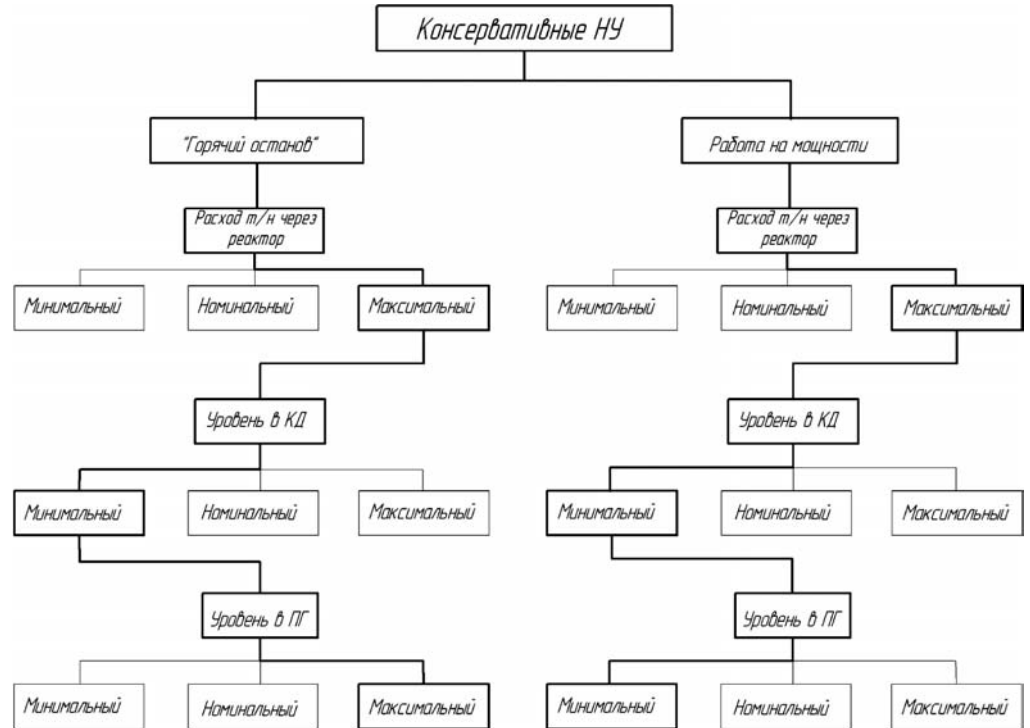 Консервативные НУ
"Горячий останов"
Работа на мощности
Расход т/н через
реактор
Расход т/н через
реактор
Минимальный
Номинальный
Максимальный
Минимальный
Номинальный
Максимальный
Уровень в КД
Уровень в КД
Минимальный
Номинальный
Максимальный
Минимальный
Номинальный
Максимальный
Уровень в ПГ
Уровень в ПГ
Минимальный
Номинальный
Максимальный
Минимальный
Номинальный
Максимальный